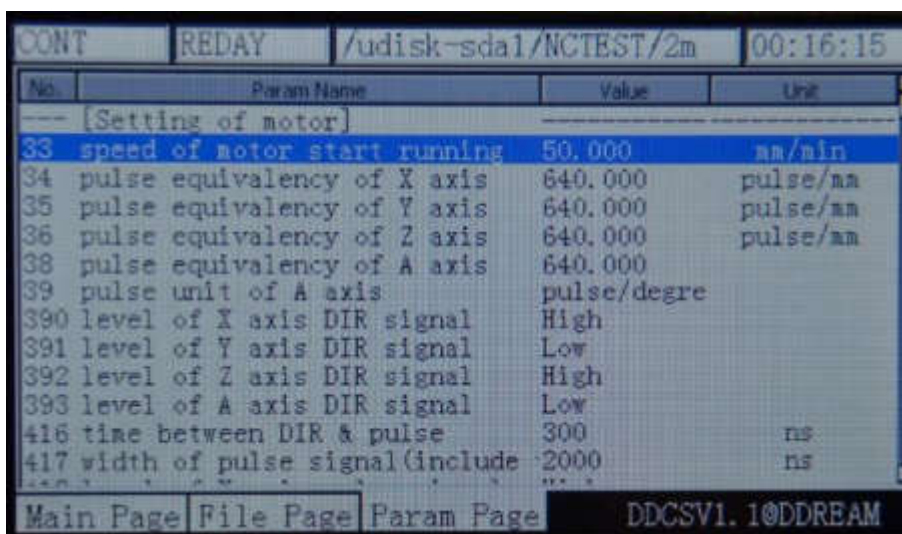 CONT REDAY /udisk-sda1/NCTEST/2m 00:16:15
No. Param Name Value Unit
--- [Setting of motor] -------------------------
33 speed of motor start running 50.000 mm/min
34 pulse equivalency of X axis 640.000 pulse/mm
35 pulse equivalency of Y axis 640.000 pulse/mm
36 pulse equivalency of Z axis 640.000 pulse/mm
38 pulse equivalency of A axis 640.000
39 pulse unit of A axis pulse/degre
390 level of X axis DIR signal High
391 level of Y axis DIR signal Low
392 level of Z axis DIR signal High
393 level of A axis DIR signal Low
416 time between DIR & pulse 300 ns
417 width of pulse signal(include 2000 ns
Main Page File Page Param Page DDCSV1.1@DDREAM